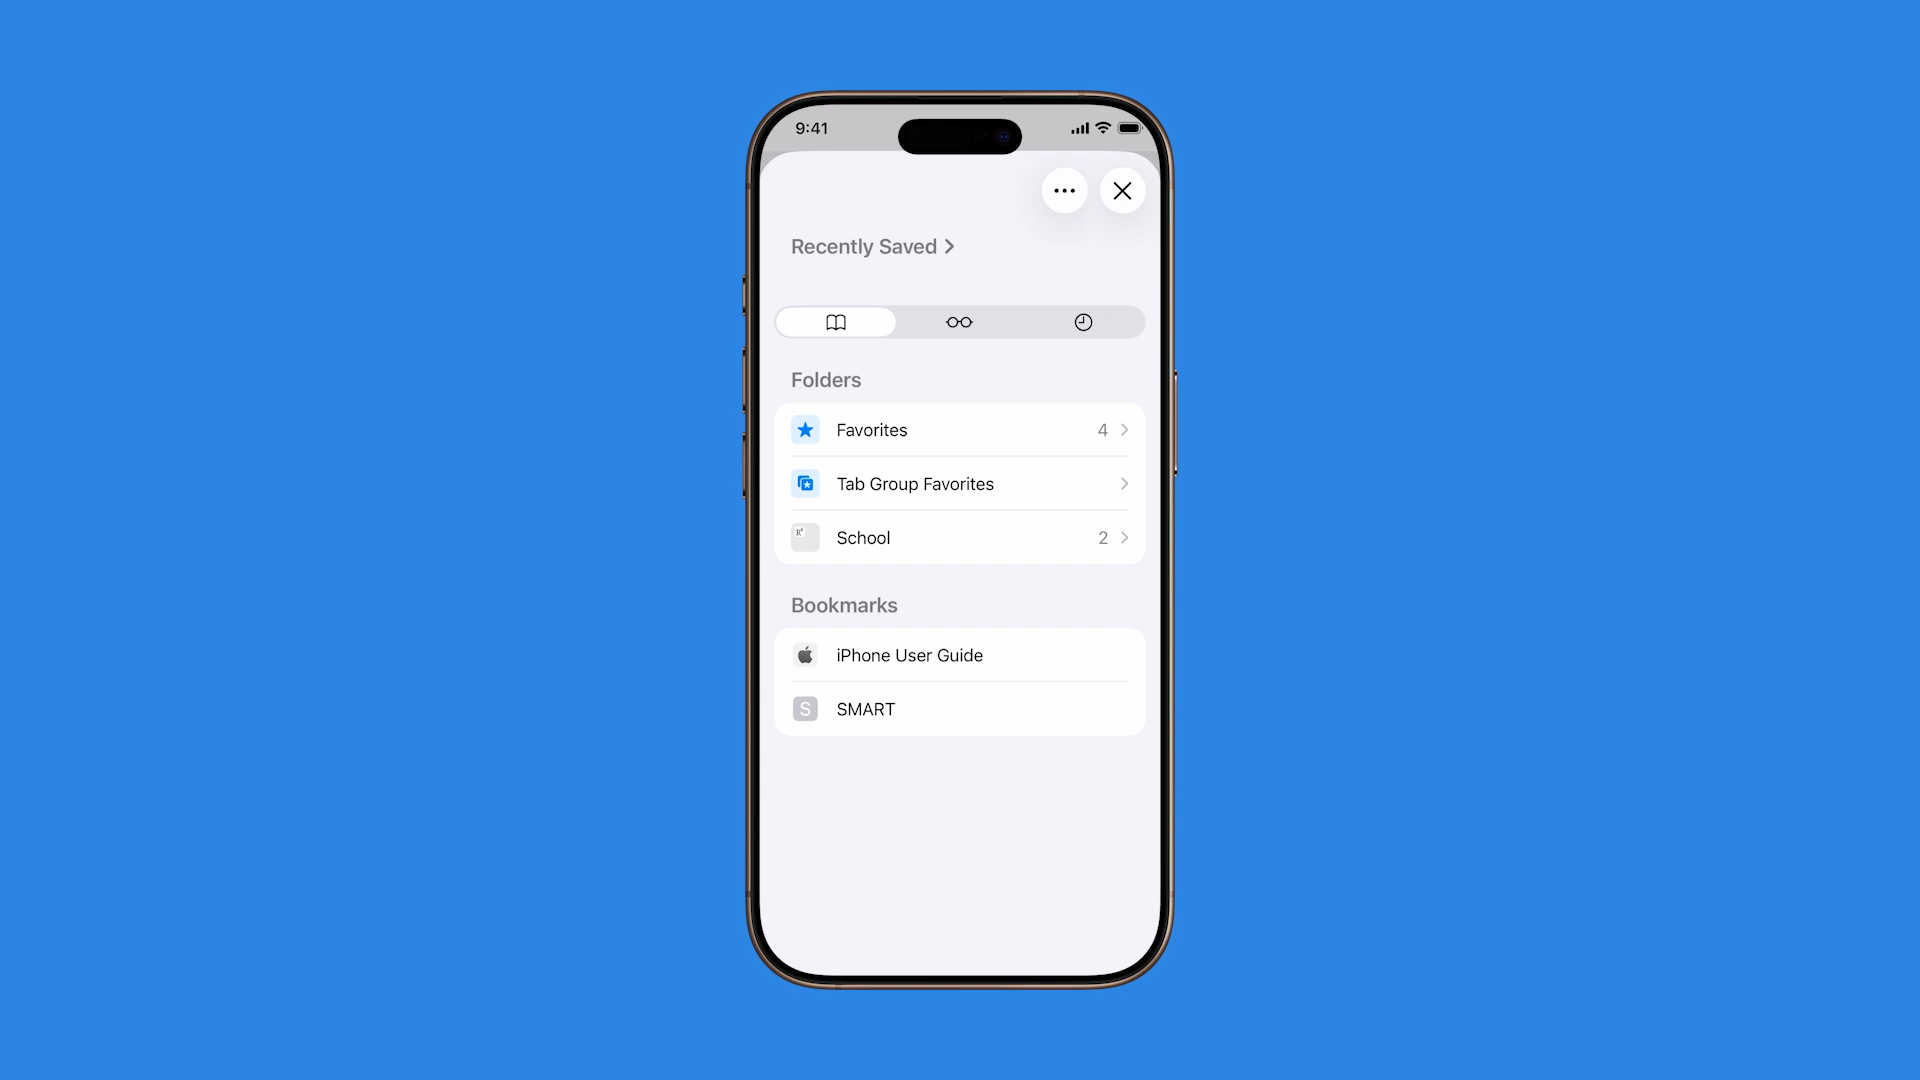 9:41
Recently Saved
Folders
Favorites 4
Tab Group Favorites
School 2
Bookmarks
iPhone User Guide
S SMART